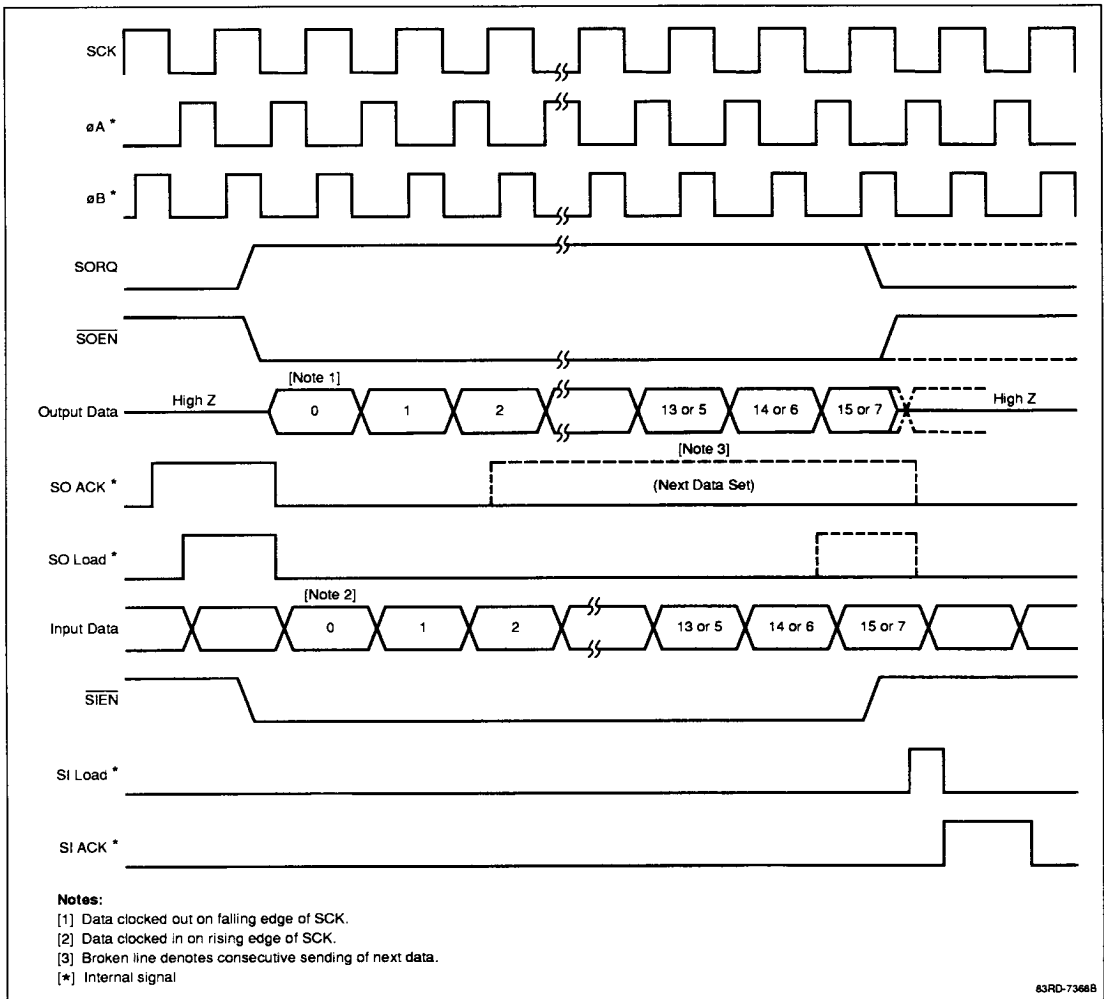 SCK
øA *
øB *
SORQ
SOEN
[Note 1]
Output Data High Z 0 1 2 13 or 5 14 or 6 15 or 7 High Z
[Note 3]
SO ACK * (Next Data Set)
SO Load *
[Note 2]
Input Data 0 1 2 13 or 5 14 or 6 15 or 7
SIEN
SI Load *
SI ACK *
Notes:
[1] Data clocked out on falling edge of SCK.
[2] Data clocked in on rising edge of SCK.
[3] Broken line denotes consecutive sending of next data.
[*] Internal signal
83RD-7366B